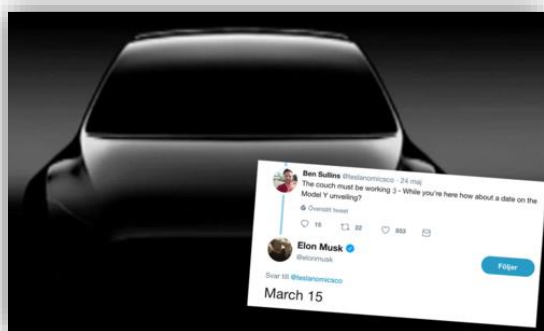 Ben Sullins @teslanomicsco · 24 maj
The couch must be working :) - While you're here how about a date on the
Model Y unveiling?
Översätt tweet
15 22 853
Elon Musk
@elonmusk
Följer
Svar till @teslanomicsco
March 15